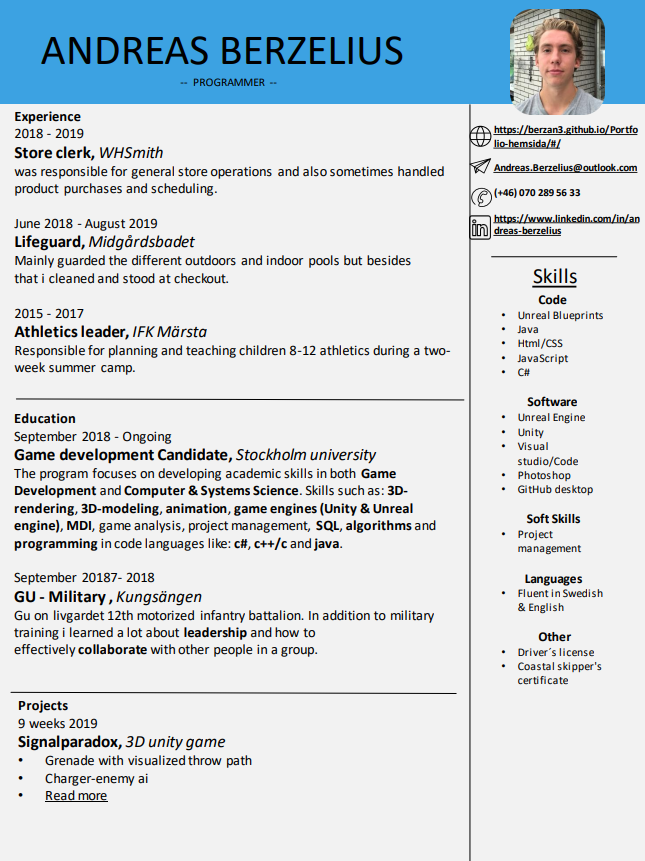 ANDREAS BERZELIUS
-- PROGRAMMER --
Experience
2018 - 2019
Store clerk, WHSmith
was responsible for general store operations and also sometimes handled
product purchases and scheduling.
June 2018 - August 2019
Lifeguard, Midgårdsbadet
Mainly guarded the different outdoors and indoor pools but besides
that i cleaned and stood at checkout.
2015 - 2017
Athletics leader, IFK Märsta
Responsible for planning and teaching children 8-12 athletics during a two-
week summer camp.
Education
September 2018 - Ongoing
Game development Candidate, Stockholm university
The program focuses on developing academic skills in both Game
Development and Computer & Systems Science. Skills such as: 3D-
rendering, 3D-modeling, animation, game engines (Unity & Unreal
engine), MDI, game analysis, project management, SQL, algorithms and
programming in code languages like: c#, c++/c and java.
September 20187- 2018
GU - Military , Kungsängen
Gu on livgardet 12th motorized infantry battalion. In addition to military
training i learned a lot about leadership and how to
effectively collaborate with other people in a group.
Projects
9 weeks 2019
Signalparadox, 3D unity game
• Grenade with visualized throw path
• Charger-enemy ai
• Read more
https://berzan3.github.io/Portfo
lio-hemsida/#/
Andreas.Berzelius@outlook.com
(+46) 070 289 56 33
https://www.linkedin.com/in/an
dreas-berzelius
Skills
Code
• Unreal Blueprints
• Java
• Html/CSS
• JavaScript
• C#
Software
• Unreal Engine
• Unity
• Visual
studio/Code
• Photoshop
• GitHub desktop
Soft Skills
• Project
management
Languages
• Fluent in Swedish
& English
Other
• Driver´s license
• Coastal skipper's
certificate